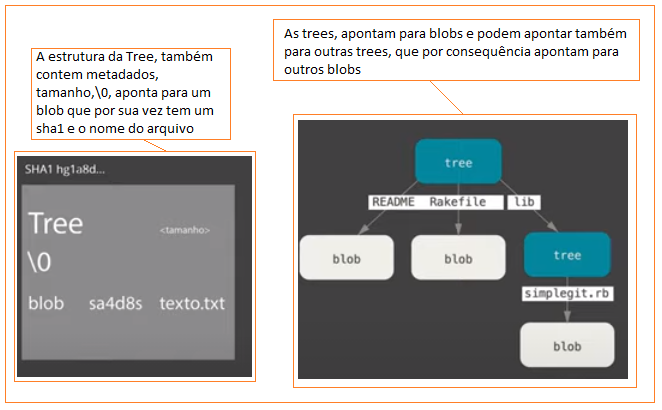 A estrutura da Tree, também
contem metadados,
tamanho,\0, aponta para um
blob que por sua vez tem um
sha1 e o nome do arquivo
As trees, apontam para blobs e podem apontar também
para outras trees, que por consequência apontam para
outros blobs
SHA1 hg1a8d...
Tree <tamanho>
\0
blob sa4d8s texto.txt
tree
README Rakefile lib
blob blob tree
simplegit.rb
blob